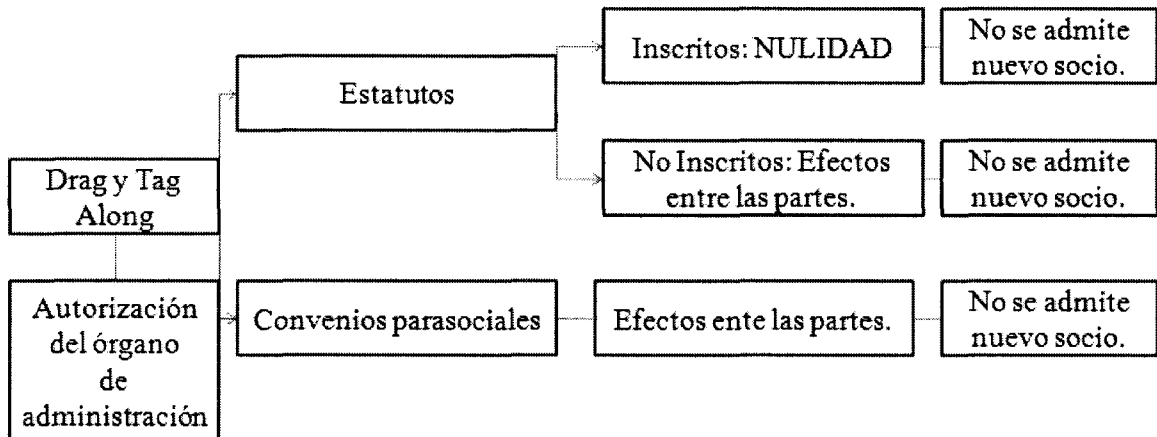 Drag y Tag
Along
Autorización
del órgano
de
administración
Estatutos
Inscritos: NULIDAD
No se admite
nuevo socio.
No Inscritos: Efectos
entre las partes.
No se admite
nuevo socio.
Convenios parasociales
Efectos ente las partes.
No se admite
nuevo socio.